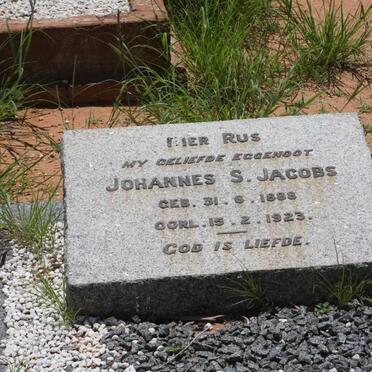 HIER RUS
MY GELIEFDE EGGENOOT
JOHANNES S. JACOBS
GEB. 31. 6. 1888
OORL. 15. 2. 1923.
GOD IS LIEFDE.